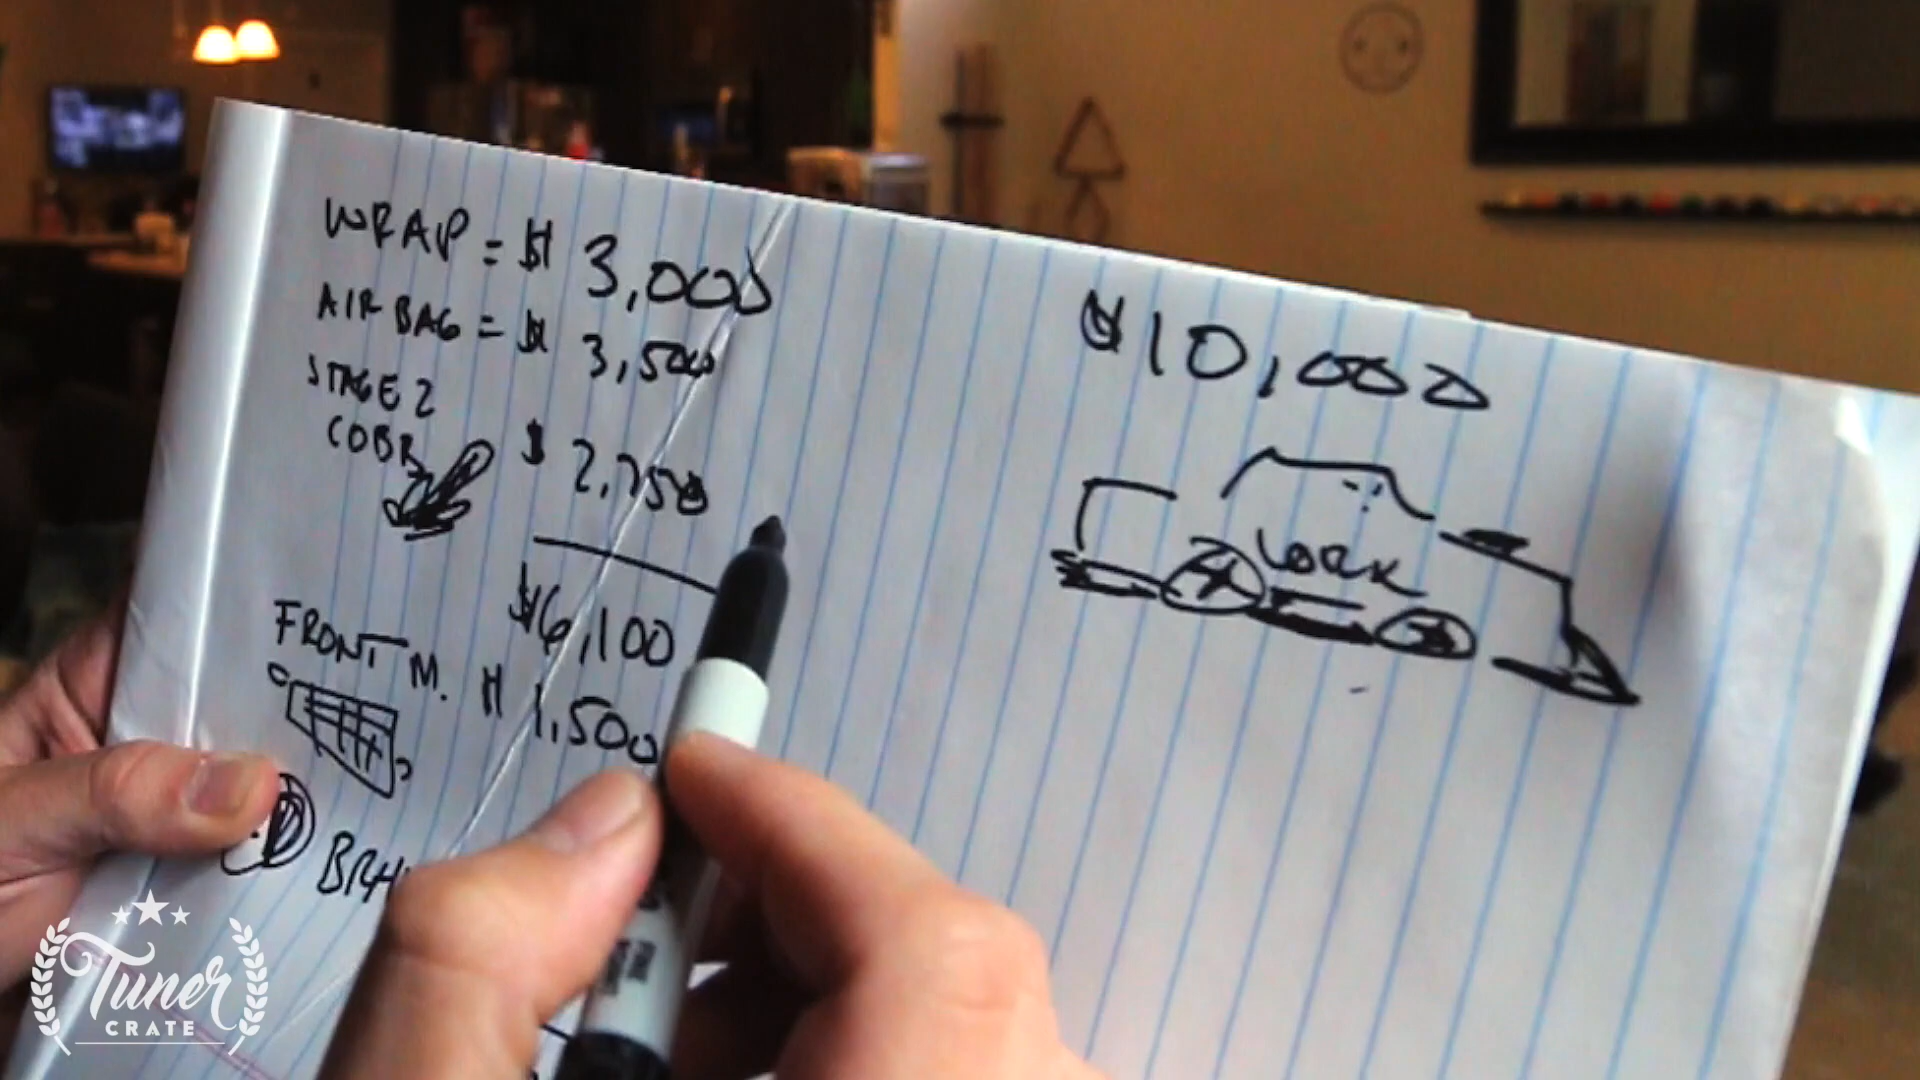 WRAP = $ 3,000
AIR BAG = $ 3,500
STAGE 2
COBB
$ 2,750
$6,100
FRONT M. $ 1,500
$10,000
Tuner
CRATE